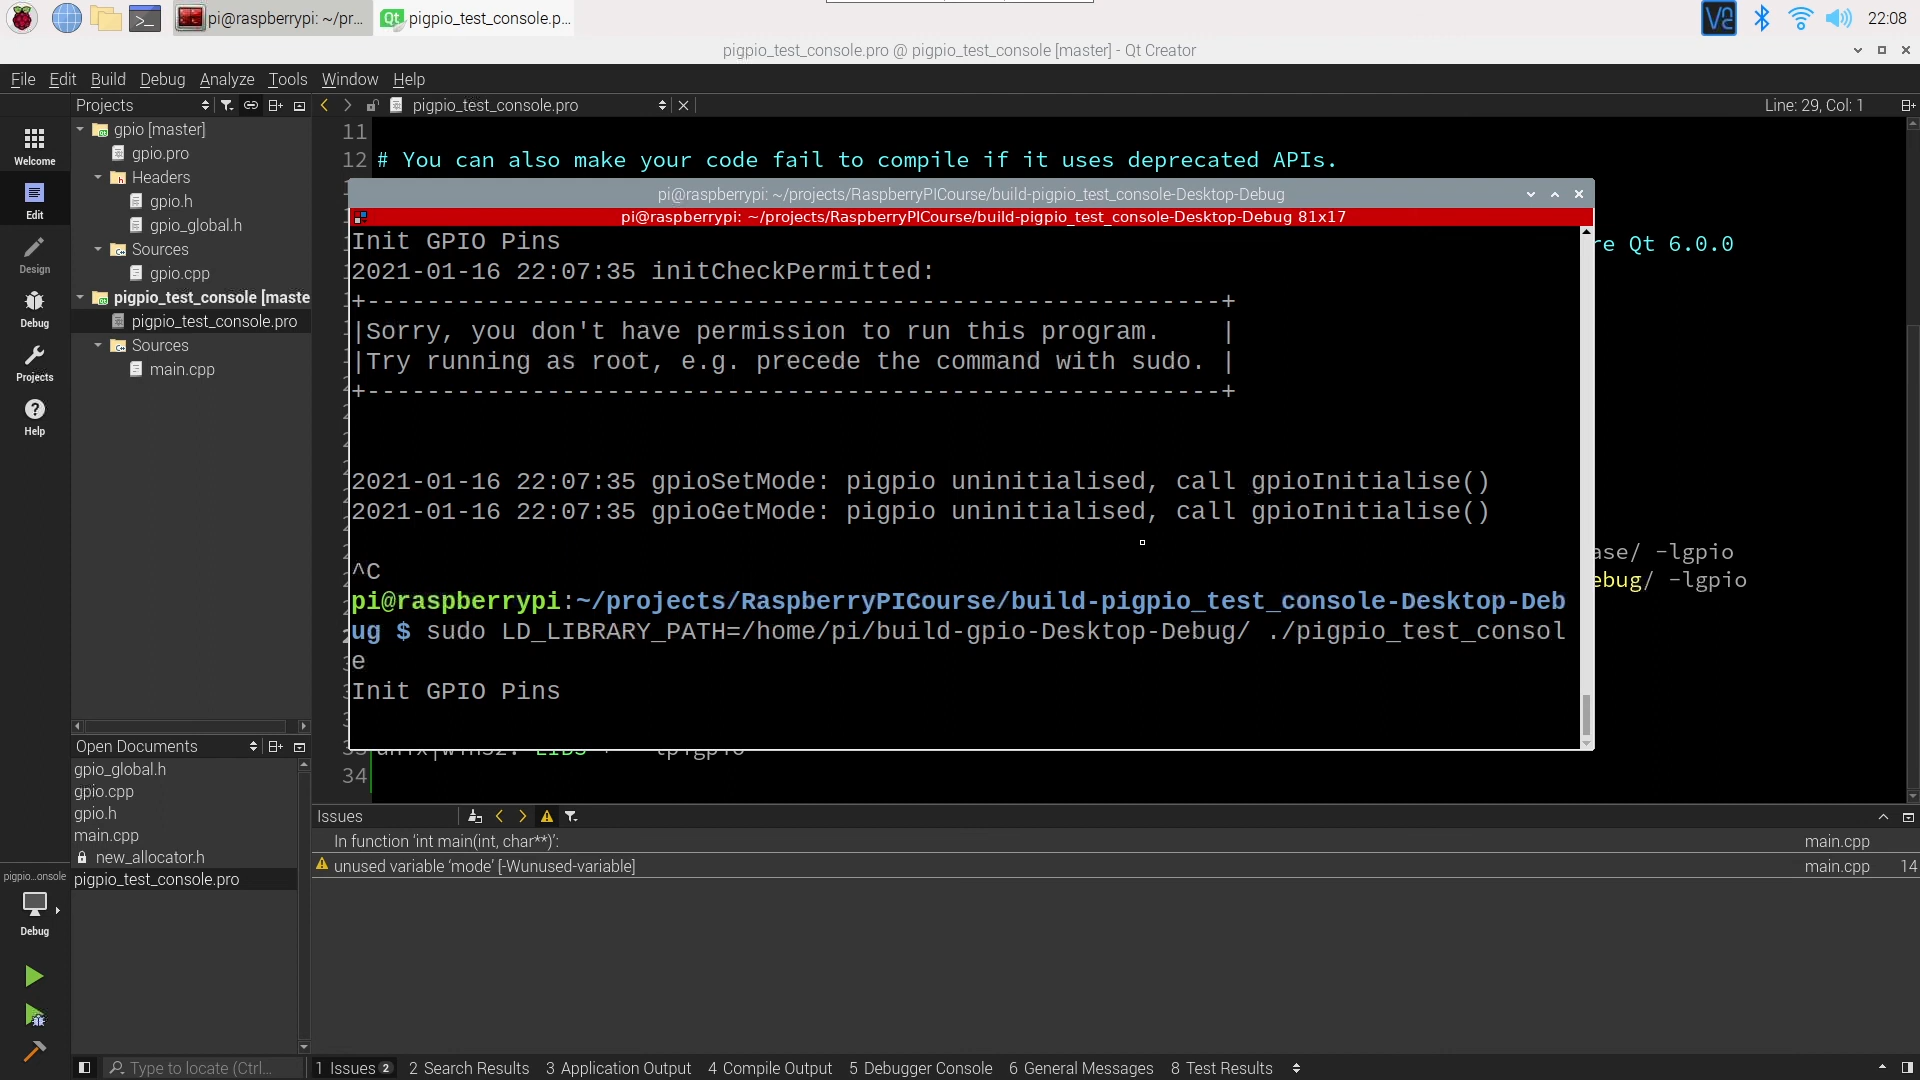 pi@raspberrypi: ~/pr...
pigpio_test_console.p...
22:08
pigpio_test_console.pro @ pigpio_test_console [master] - Qt Creator
File Edit Build Debug Analyze Tools Window Help
Projects
pigpio_test_console.pro
Line: 29, Col: 1
gpio [master]
gpio.pro
Headers
gpio.h
gpio_global.h
Sources
gpio.cpp
pigpio_test_console [maste
pigpio_test_console.pro
Sources
main.cpp
Welcome
Edit
Design
Debug
Projects
Help
11
12 # You can also make your code fail to compile if it uses deprecated APIs.
re Qt 6.0.0
ase/ -lgpio
ebug/ -lgpio
34
pi@raspberrypi: ~/projects/RaspberryPICourse/build-pigpio_test_console-Desktop-Debug
pi@raspberrypi: ~/projects/RaspberryPICourse/build-pigpio_test_console-Desktop-Debug 81x17
Init GPIO Pins
2021-01-16 22:07:35 initCheckPermitted:
+---------------------------------------------------------+
|Sorry, you don't have permission to run this program.    |
|Try running as root, e.g. precede the command with sudo. |
+---------------------------------------------------------+
2021-01-16 22:07:35 gpioSetMode: pigpio uninitialised, call gpioInitialise()
2021-01-16 22:07:35 gpioGetMode: pigpio uninitialised, call gpioInitialise()
^C
pi@raspberrypi:~/projects/RaspberryPICourse/build-pigpio_test_console-Desktop-Deb
ug $ sudo LD_LIBRARY_PATH=/home/pi/build-gpio-Desktop-Debug/ ./pigpio_test_consol
e
Init GPIO Pins
Open Documents
gpio_global.h
gpio.cpp
gpio.h
main.cpp
new_allocator.h
pigpio_test_console.pro
pigpio...onsole
Debug
Issues
In function ‘int main(int, char**)’:
main.cpp
unused variable ‘mode’ [-Wunused-variable]
main.cpp 14
Type to locate (Ctrl...
1 Issues 2
2 Search Results
3 Application Output
4 Compile Output
5 Debugger Console
6 General Messages
8 Test Results